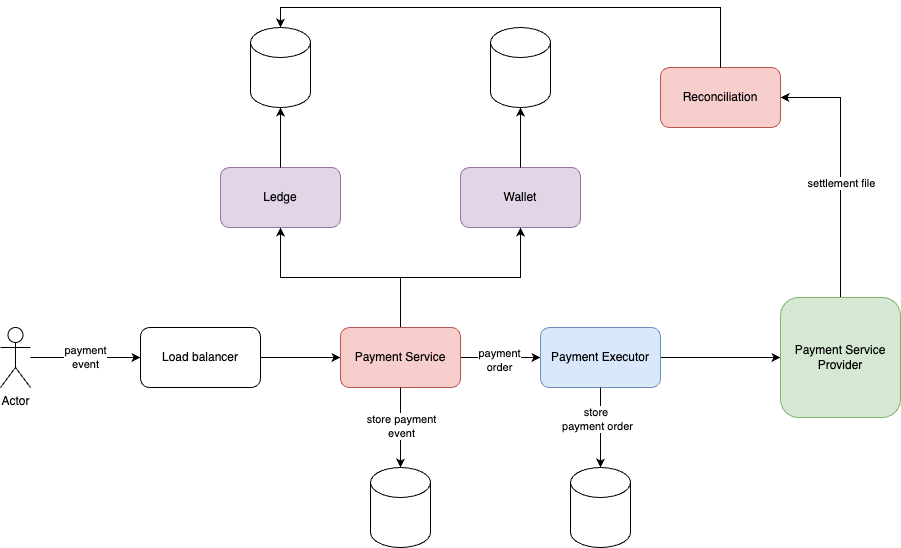 Reconciliation
settlement file
Ledge
Wallet
payment
event
Load balancer
Payment Service
payment
order
Payment Executor
Payment Service
Provider
Actor
store payment
event
store
payment order